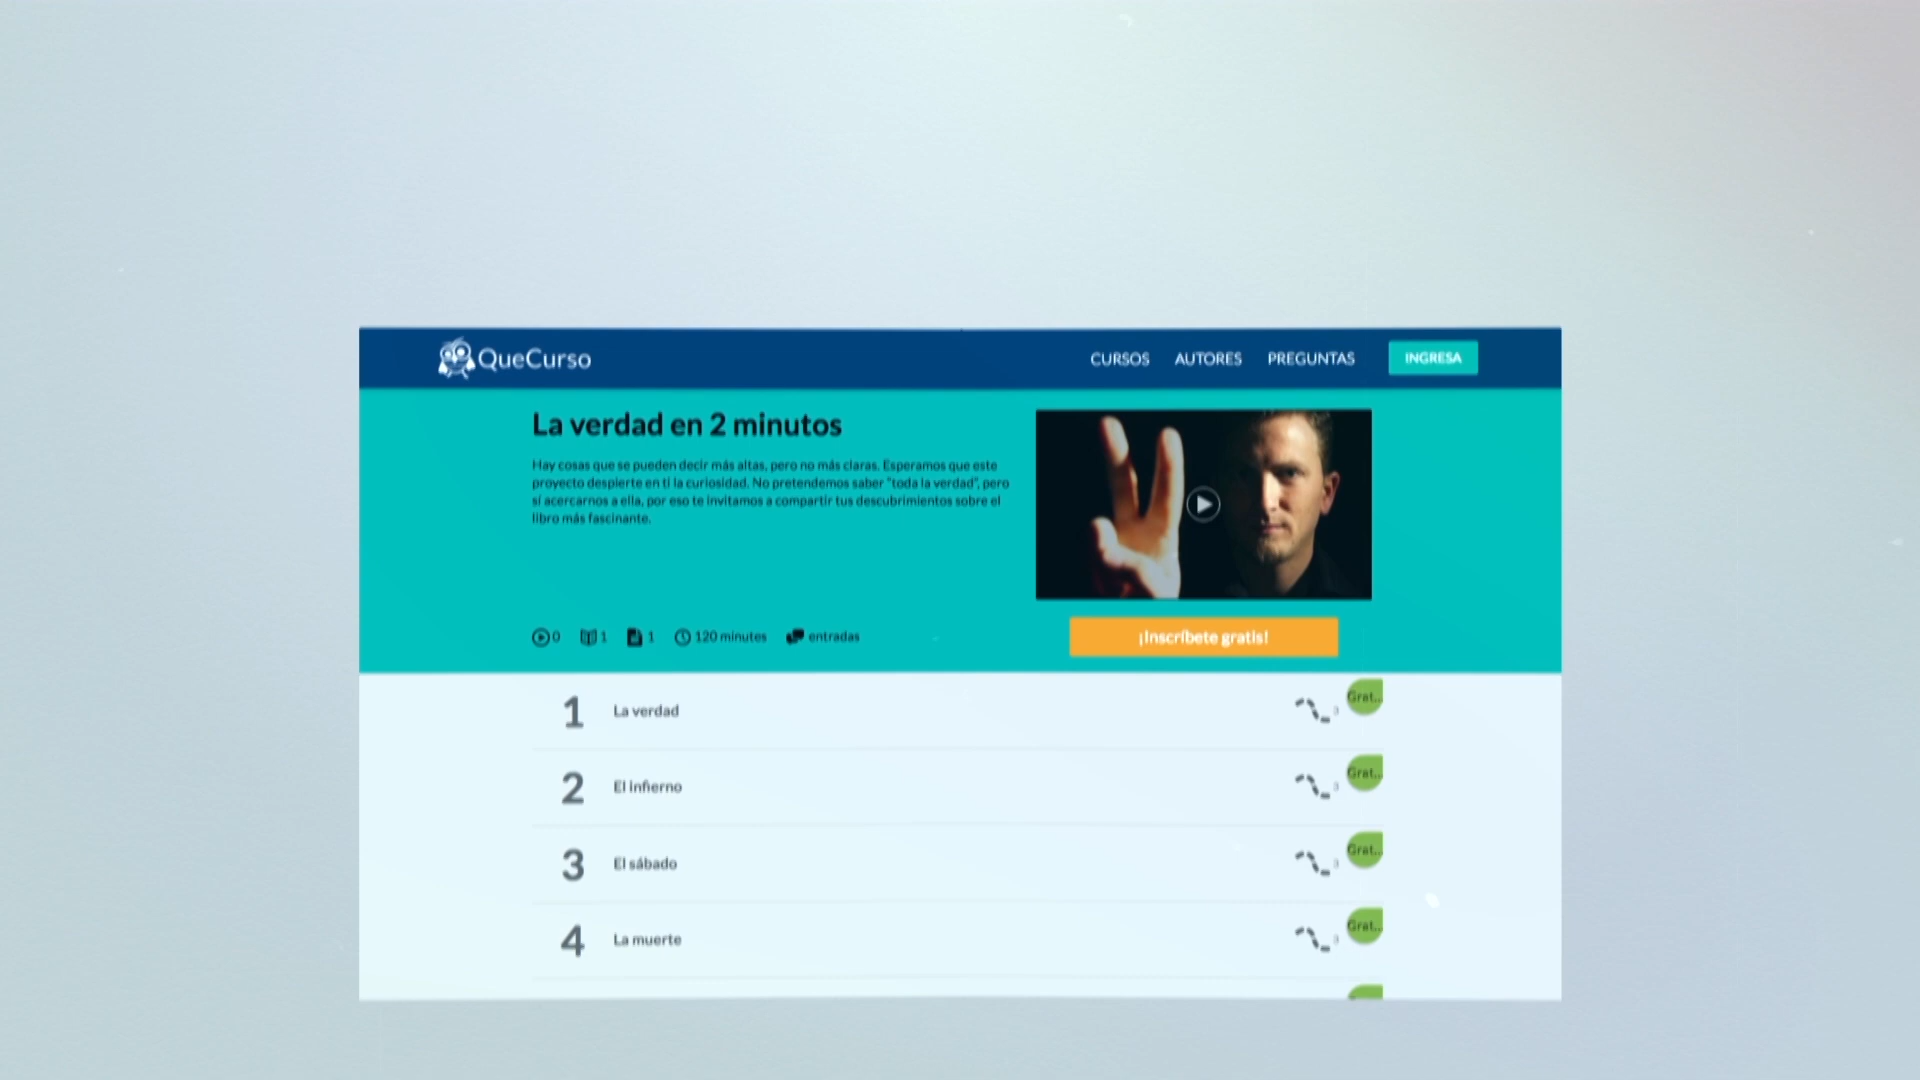 QueCurso
CURSOS AUTORES PREGUNTAS INGRESA
La verdad en 2 minutos
Hay cosas que se pueden decir más altas, pero no más claras. Esperamos que este
proyecto despierte en ti la curiosidad. No pretendemos saber "toda la verdad", pero
sí acercarnos a ella, por eso te invitamos a compartir tus descubrimientos sobre el
libro más fascinante.
0 1 1 120 minutos entradas
¡Inscríbete gratis!
1 La verdad 3 Grat...
2 El infierno 3 Grat...
3 El sábado 3 Grat...
4 La muerte 3 Grat...